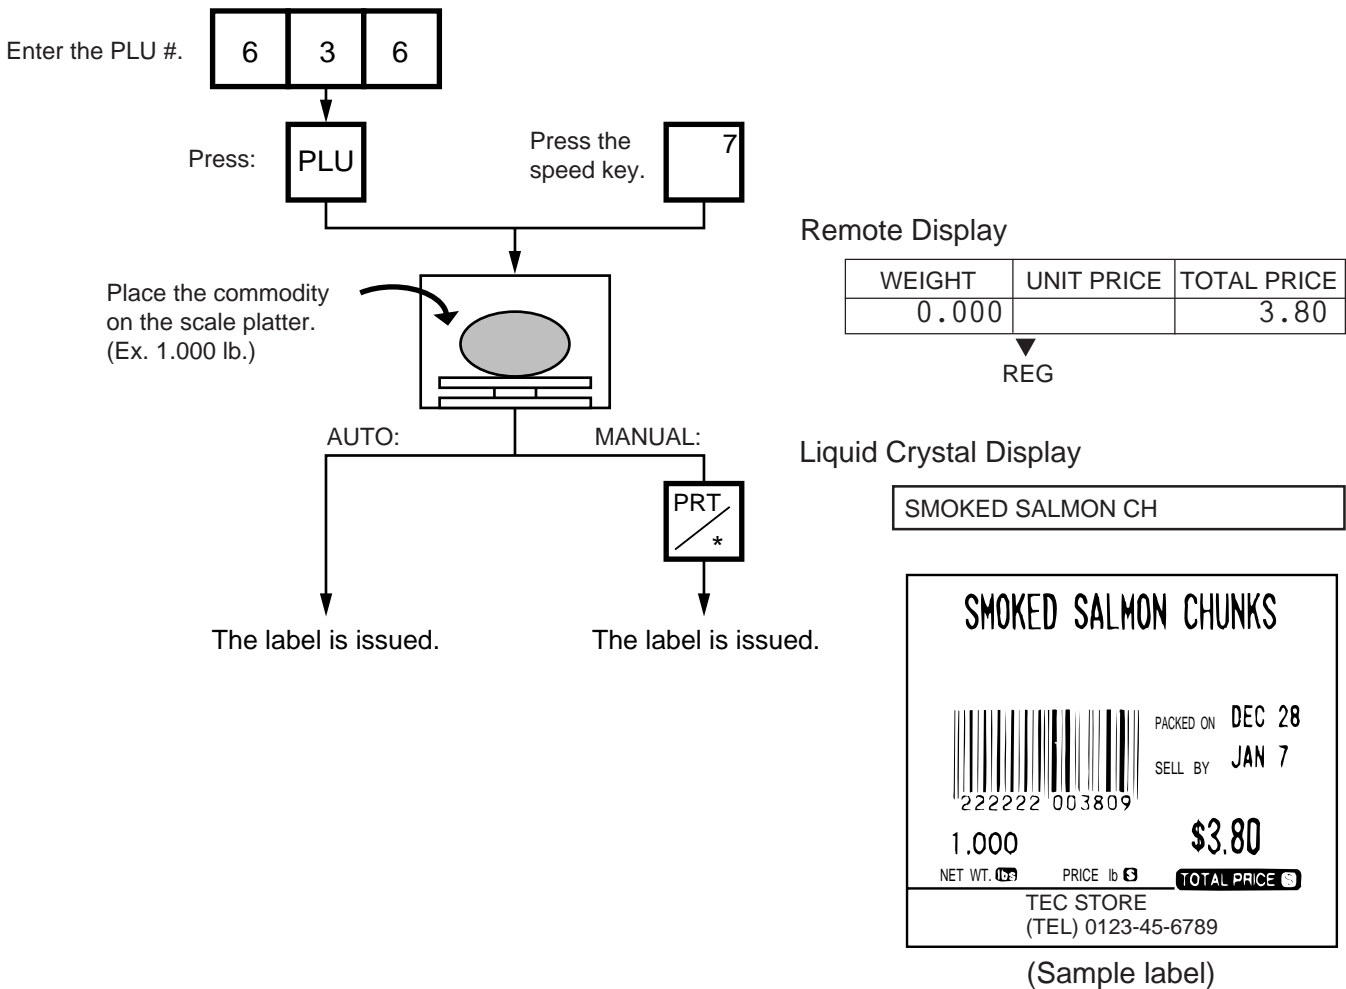 Enter the PLU #.
6 3 6
Press:
PLU
Press the
speed key.
7
Place the commodity
on the scale platter.
(Ex. 1.000 lb.)
AUTO:
MANUAL:
PRT
*
The label is issued.
The label is issued.
Remote Display
WEIGHT UNIT PRICE TOTAL PRICE
0.000 3.80
REG
Liquid Crystal Display
SMOKED SALMON CH
SMOKED SALMON CHUNKS
PACKED ON DEC 28
SELL BY JAN 7
222222 003809
1.000 $3.80
NET WT. lbs PRICE lb $ TOTAL PRICE $
TEC STORE
(TEL) 0123-45-6789
(Sample label)